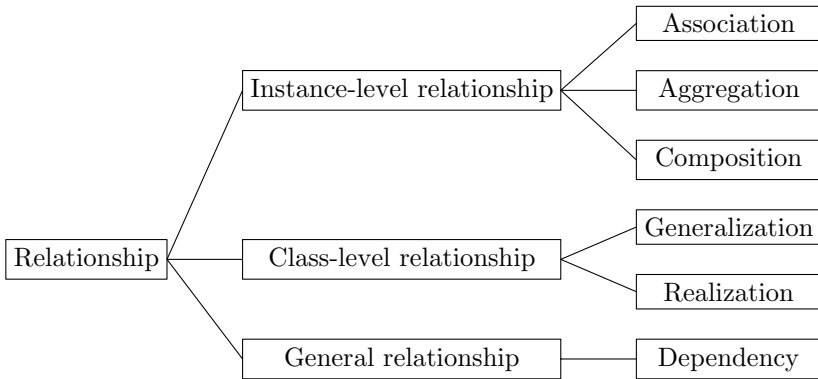 Association
Instance-level relationship
Aggregation
Composition
Relationship
Class-level relationship
Generalization
Realization
General relationship
Dependency